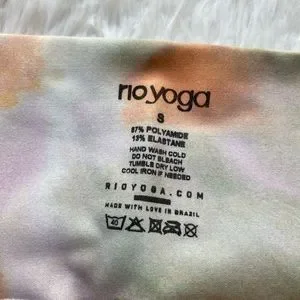 rioyoga
S
87% POLYAMIDE
13% ELASTANE
HAND WASH COLD
DO NOT BLEACH
TUMBLE DRY LOW
COOL IRON IF NEEDED
RIOYOGA.COM
MADE WITH LOVE IN BRAZIL